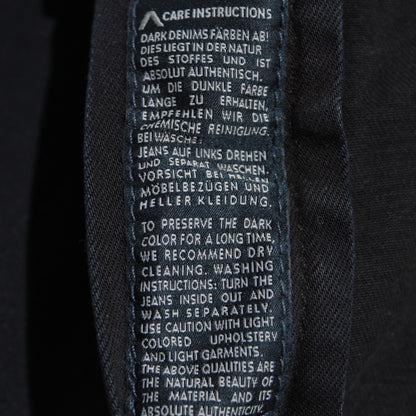 CARE INSTRUCTIONS
DARK DENIMS FÄRBEN AB!
DIES LIEGT IN DER NATUR
DES STOFFES UND IST
ABSOLUT AUTHENTISCH.
UM DIE DUNKLE FARBE
LANGE ZU ERHALTEN,
EMPFEHLEN WIR DIE
CHEMISCHE REINIGUNG.
BEI WÄSCHE:
JEANS AUF LINKS DREHEN
UND SEPARAT WASCHEN.
VORSICHT BEI HELLEN
MÖBELBEZÜGEN UND
HELLER KLEIDUNG.
TO PRESERVE THE DARK
COLOR FOR A LONG TIME,
WE RECOMMEND DRY
CLEANING. WASHING
INSTRUCTIONS: TURN THE
JEANS INSIDE OUT AND
WASH SEPARATELY.
USE CAUTION WITH LIGHT
COLORED UPHOLSTERY
AND LIGHT GARMENTS.
THE ABOVE QUALITIES ARE
THE NATURAL BEAUTY OF
THE MATERIAL AND ITS
ABSOLUTE AUTHENTICITY.